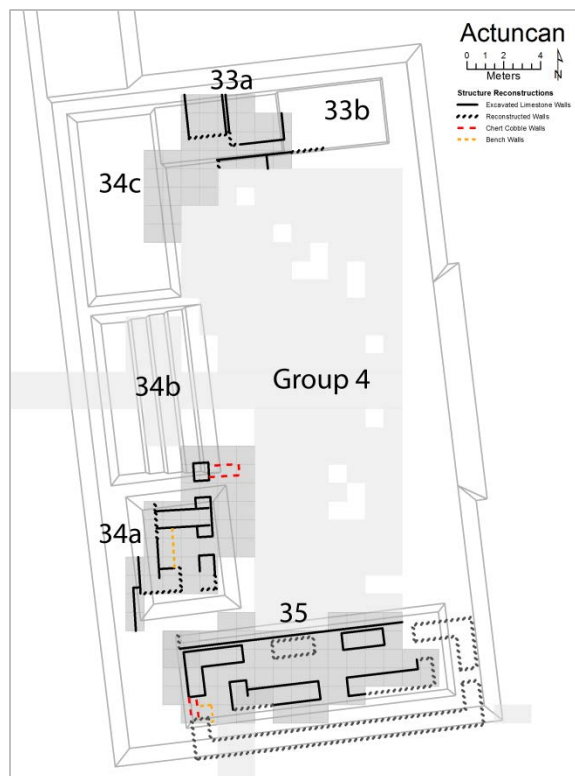 Actuncan
0 2 4
Meters
N
Structure Reconstructions
Excavated Limestone Walls
Reconstructed Walls
Chert Cobble Walls
Bench Walls
33a
33b
34c
34b
Group 4
34a
35